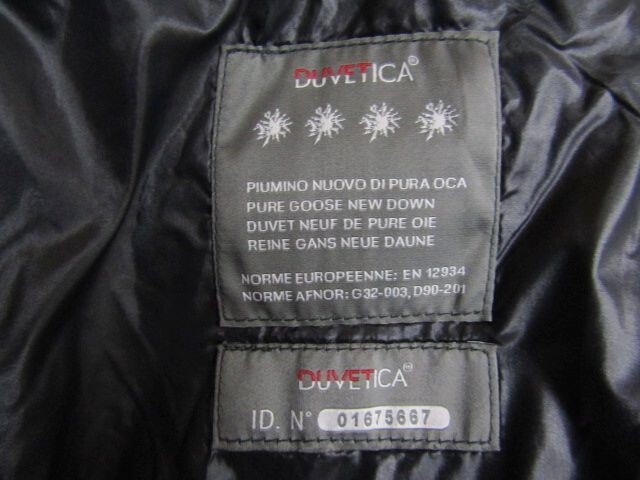 DUVETICA®
PIUMINO NUOVO DI PURA OCA
PURE GOOSE NEW DOWN
DUVET NEUF DE PURE OIE
REINE GANS NEUE DAUNE
NORME EUROPEENNE: EN 12934
NORME AFNOR: G32-003, D90-201
DUVETICA
ID. N° 01675667